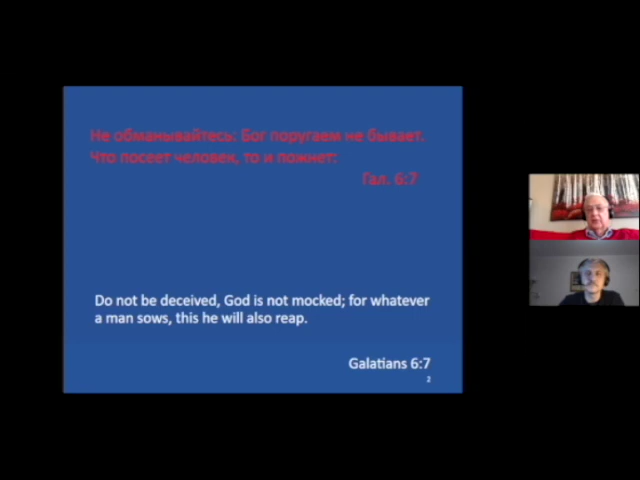 Не обманывайтесь: Бог поругаем не бывает.
Что посеет человек, то и пожнет:
Гал. 6:7
Do not be deceived, God is not mocked; for whatever
a man sows, this he will also reap.
Galatians 6:7
2